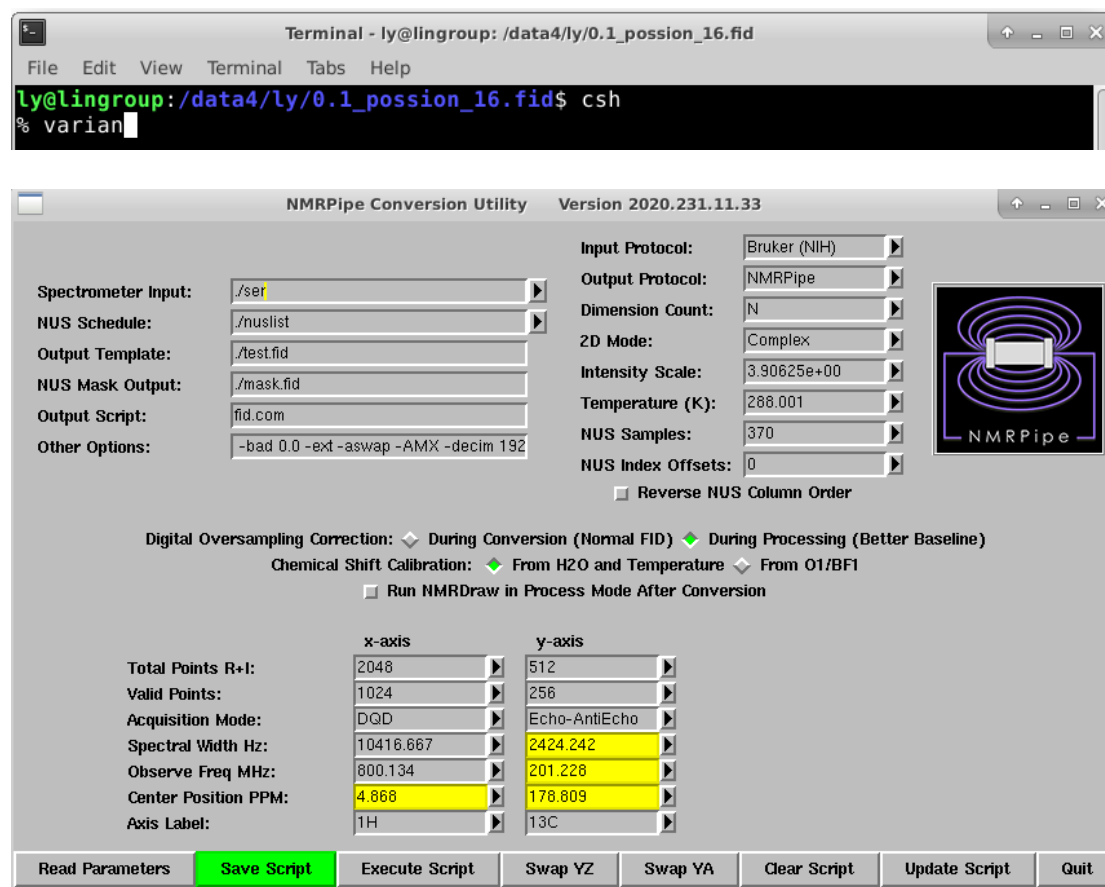 Terminal - ly@lingroup: /data4/ly/0.1_possion_16.fid
File Edit View Terminal Tabs Help
ly@lingroup:/data4/ly/0.1_possion_16.fid$ csh
% varian
NMRPipe Conversion Utility Version 2020.231.11.33
Input Protocol: Bruker (NIH)
Output Protocol: NMRPipe
Spectrometer Input: ./ser
Dimension Count: N
NUS Schedule: ./nuslist
2D Mode: Complex
Output Template: ./test.fid
Intensity Scale: 3.90625e+00
NUS Mask Output: ./mask.fid
Temperature (K): 288.001
Output Script: fid.com
NUS Samples: 370
Other Options: -bad 0.0 -ext -aswap -AMX -decim 192
NUS Index Offsets: 0
NMRPipe
Reverse NUS Column Order
Digital Oversampling Correction: During Conversion (Normal FID) During Processing (Better Baseline)
Chemical Shift Calibration: From H2O and Temperature From O1/BF1
Run NMRDraw in Process Mode After Conversion
x-axis y-axis
Total Points R+I: 2048 512
Valid Points: 1024 256
Acquisition Mode: DQD Echo-AntiEcho
Spectral Width Hz: 10416.667 2424.242
Observe Freq MHz: 800.134 201.228
Center Position PPM: 4.868 178.809
Axis Label: 1H 13C
Read Parameters Save Script Execute Script Swap YZ Swap YA Clear Script Update Script Quit